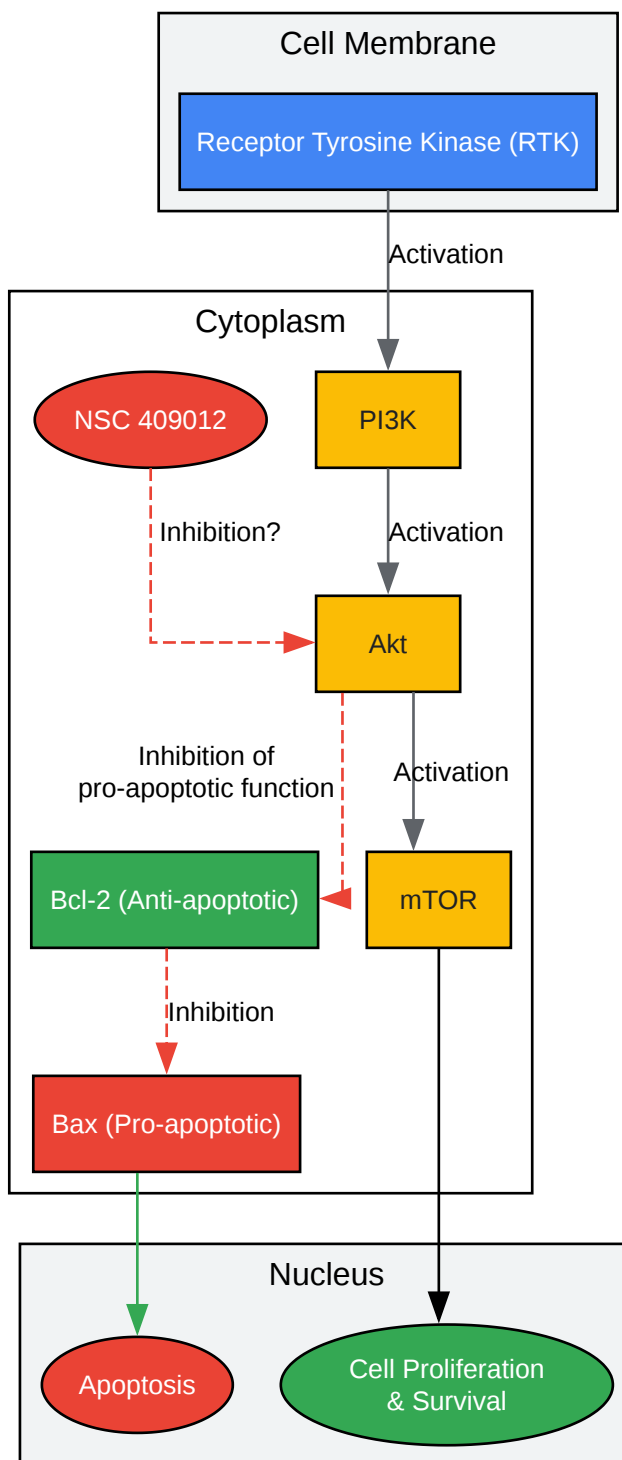 Cell Membrane
Receptor Tyrosine Kinase (RTK)
Activation
Cytoplasm
NSC 409012
PI3K
Inhibition?
Activation
Akt
Inhibition of
pro-apoptotic function
Activation
Bcl-2 (Anti-apoptotic)
mTOR
Inhibition
Bax (Pro-apoptotic)
Nucleus
Apoptosis
Cell Proliferation
& Survival